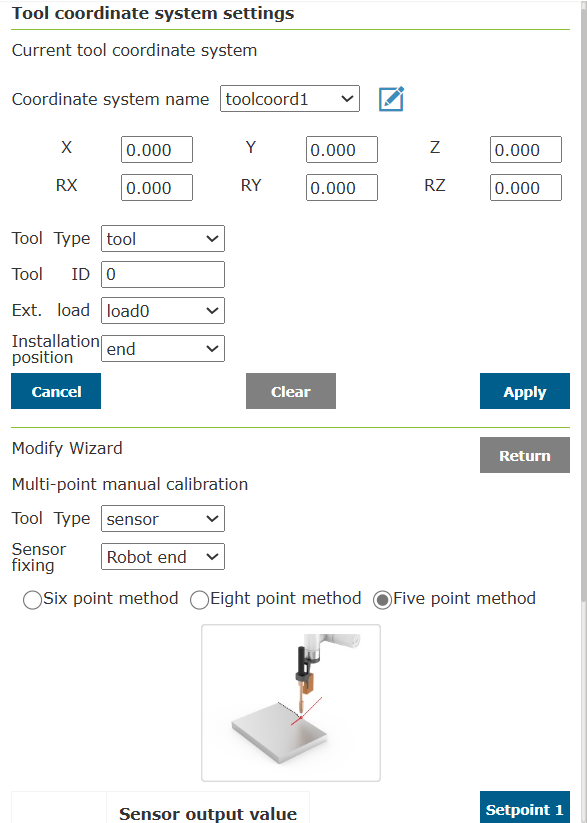 Tool coordinate system settings
Current tool coordinate system
Coordinate system name toolcoord1
X 0.000 Y 0.000 Z 0.000
RX 0.000 RY 0.000 RZ 0.000
Tool Type tool
Tool ID 0
Ext. load load0
Installation position end
Cancel Clear Apply
Modify Wizard Return
Multi-point manual calibration
Tool Type sensor
Sensor fixing Robot end
Six point method Eight point method Five point method
Sensor output value Setpoint 1